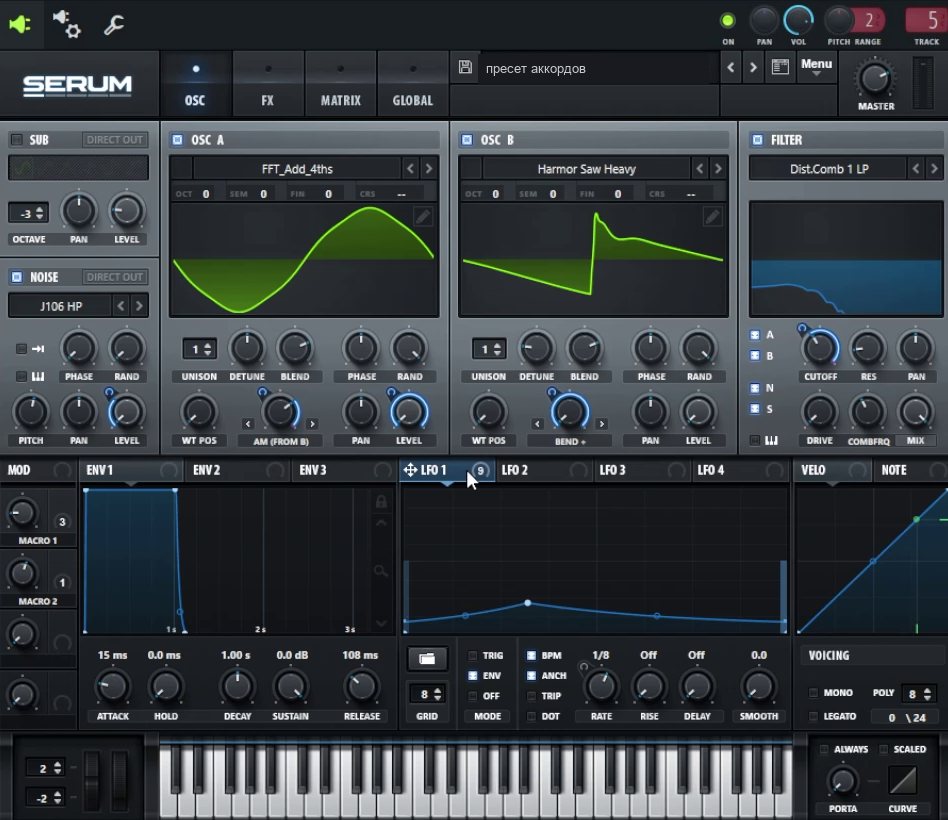 ON PAN VOL PITCH RANGE 2 5 TRACK
SERUM
OSC FX MATRIX GLOBAL
пресет аккордов
Menu
MASTER
SUB DIRECT OUT
-3
OCTAVE PAN LEVEL
NOISE DIRECT OUT
J106 HP
PHASE RAND
PITCH PAN LEVEL
OSC A
FFT_Add_4ths
OCT 0 SEM 0 FIN 0 CRS --
1
UNISON DETUNE BLEND PHASE RAND
WT POS AM (FROM B) PAN LEVEL
OSC B
Harmor Saw Heavy
OCT 0 SEM 0 FIN 0 CRS --
1
UNISON DETUNE BLEND PHASE RAND
WT POS BEND + PAN LEVEL
FILTER
Dist.Comb 1 LP
A
B
N
S
CUTOFF RES PAN
DRIVE COMBFRQ MIX
MOD ENV 1 ENV 2 ENV 3 LFO 1 9 LFO 2 LFO 3 LFO 4 VELO NOTE
3
MACRO 1
1
MACRO 2
1 s 2 s 3 s
15 ms 0.0 ms 1.00 s 0.0 dB 108 ms
ATTACK HOLD DECAY SUSTAIN RELEASE
8
GRID
TRIG
ENV
OFF
MODE
BPM
ANCH
TRIP
DOT
1/8 Off Off 0.0
RATE RISE DELAY SMOOTH
VOICING
MONO POLY 8
LEGATO 0 \ 24
2
-2
ALWAYS SCALED
PORTA CURVE